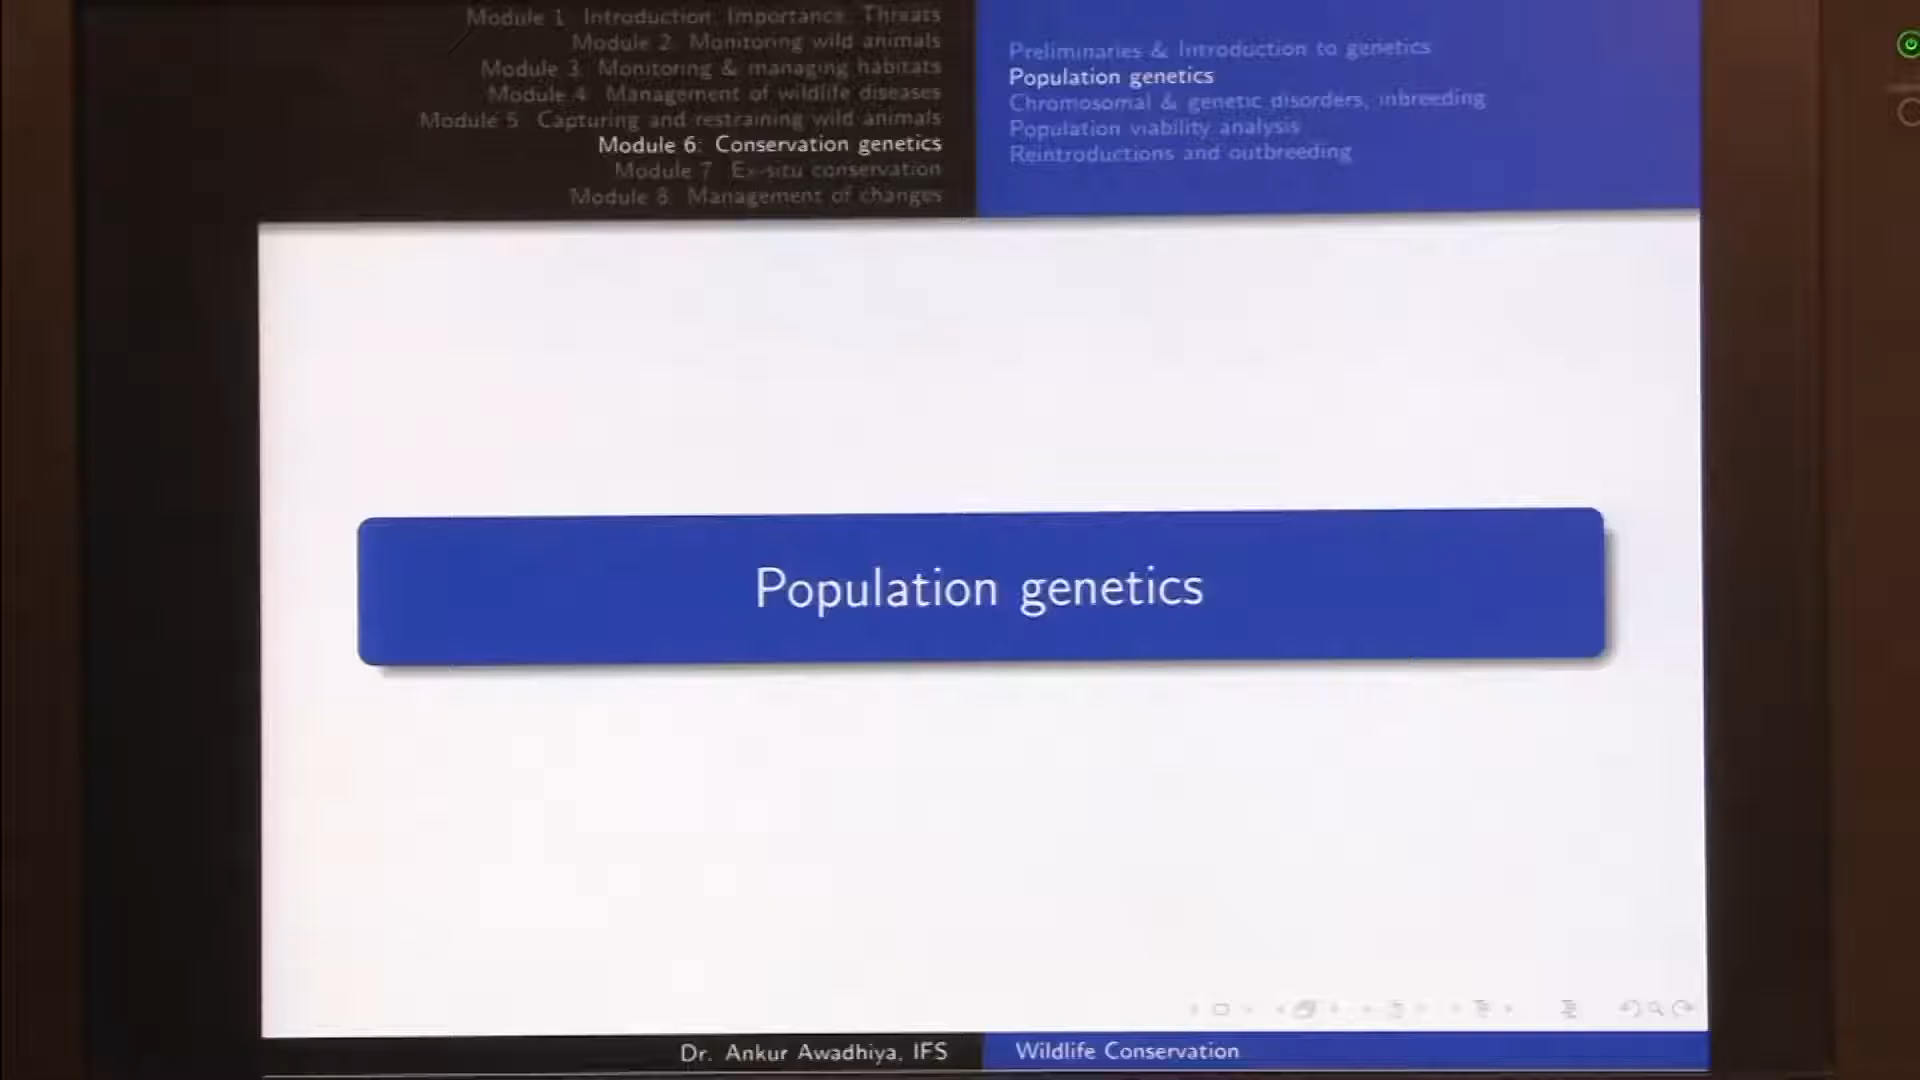 Module 1: Introduction, Importance, Threats
Module 2: Monitoring wild animals
Module 3: Monitoring & managing habitats
Module 4: Management of wildlife diseases
Module 5: Capturing and restraining wild animals
Module 6: Conservation genetics
Module 7: Ex-situ conservation
Module 8: Management of changes
Preliminaries & Introduction to genetics
Population genetics
Chromosomal & genetic disorders, inbreeding
Population viability analysis
Reintroductions and outbreeding
Population genetics
Dr. Ankur Awadhiya, IFS
Wildlife Conservation